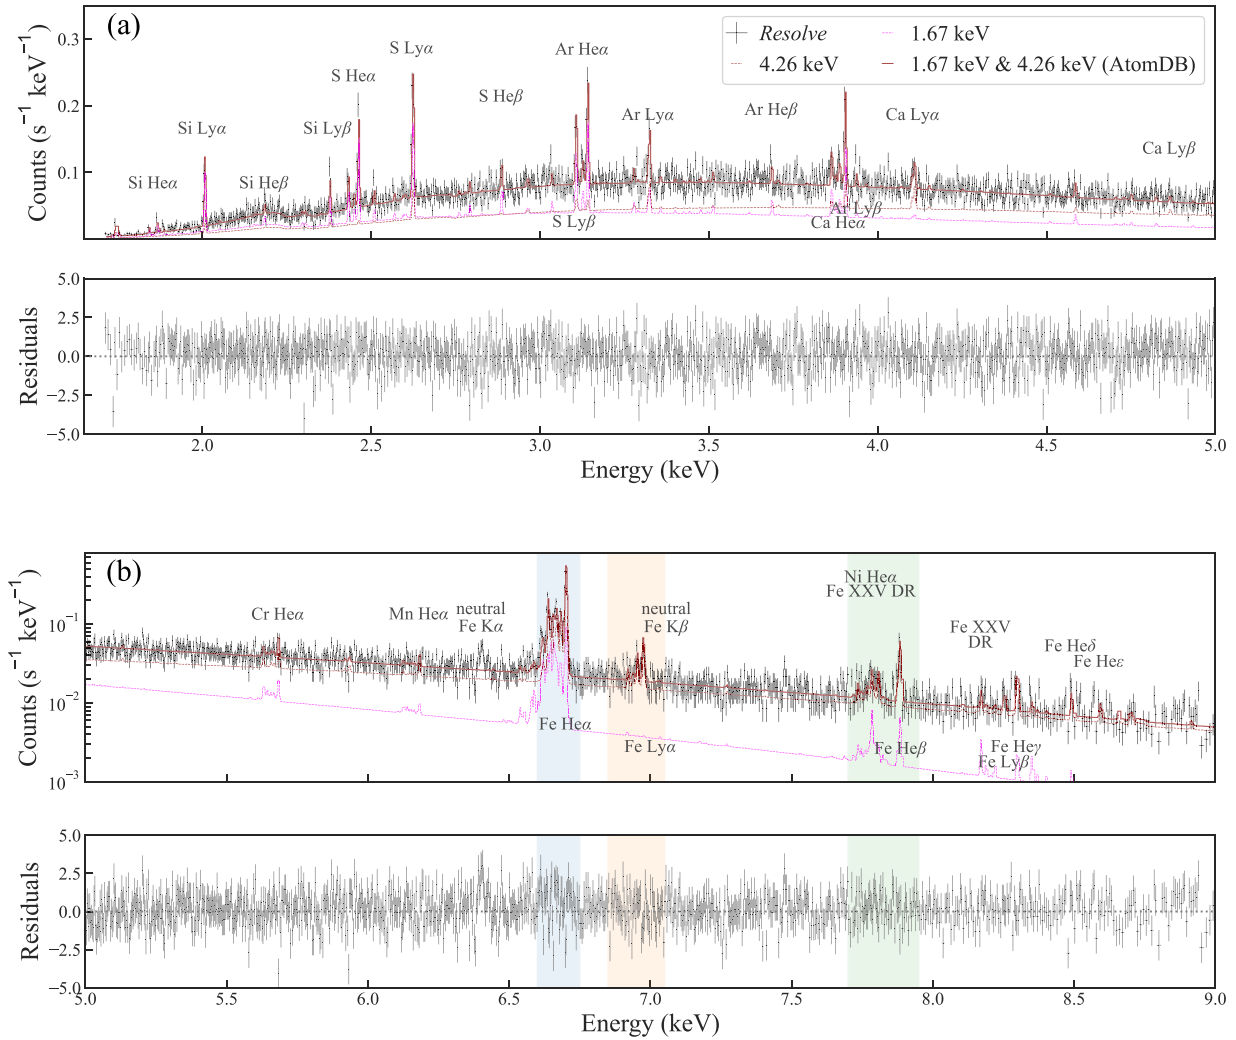 (a)
Resolve
4.26 keV
1.67 keV
1.67 keV & 4.26 keV (AtomDB)
Counts (s⁻¹ keV⁻¹)
0.3
0.2
0.1
Si Heα
Si Lyα
Si Heβ
Si Lyβ
S Heα
S Lyα
S Heβ
Ar Heα
S Lyβ
Ar Lyα
Ar Heβ
Ar Lyβ
Ca Heα
Ca Lyα
Ca Lyβ
Residuals
5.0
2.5
0.0
−2.5
−5.0
2.0 2.5 3.0 3.5 4.0 4.5 5.0
Energy (keV)
(b)
Counts (s⁻¹ keV⁻¹)
10⁻¹
10⁻²
10⁻³
Cr Heα
Mn Heα
neutral
Fe Kα
Fe Heα
neutral
Fe Kβ
Fe Lyα
Ni Heα
Fe XXV DR
Fe Heβ
Fe XXV
DR
Fe Heγ
Fe Lyβ
Fe Heδ
Fe Heε
Residuals
5.0
2.5
0.0
−2.5
−5.0
5.0 5.5 6.0 6.5 7.0 7.5 8.0 8.5 9.0
Energy (keV)